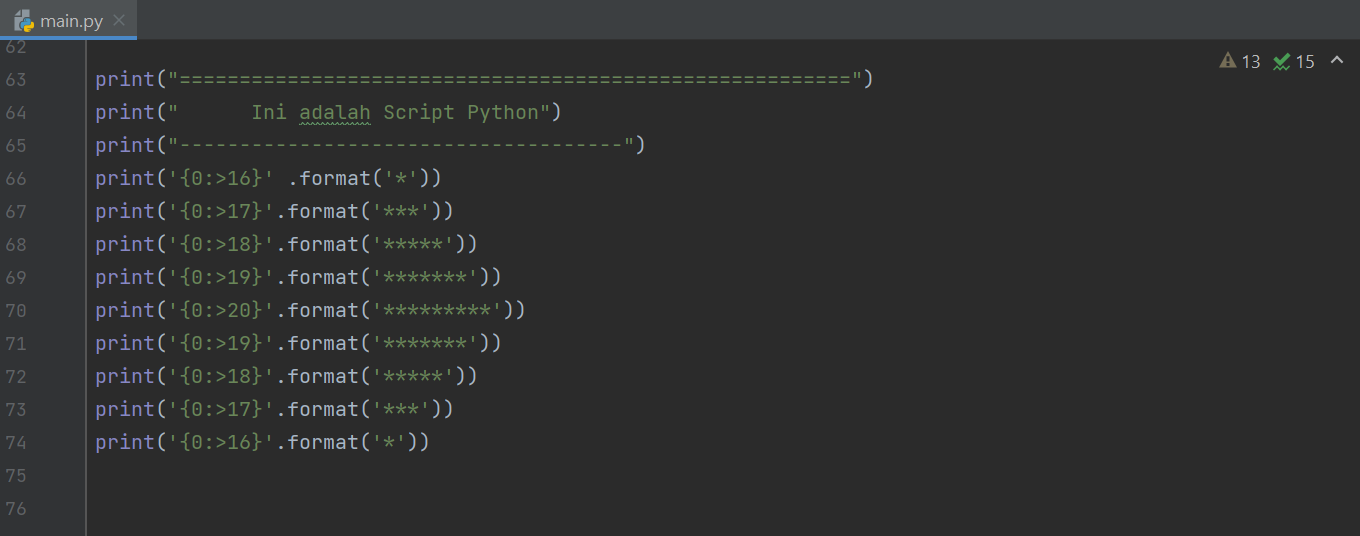 main.py
13 15
62
63 print("========================================================")
64 print("      Ini adalah Script Python")
65 print("-------------------------------------")
66 print('{0:>16}' .format('*'))
67 print('{0:>17}'.format('***'))
68 print('{0:>18}'.format('*****'))
69 print('{0:>19}'.format('*******'))
70 print('{0:>20}'.format('*********'))
71 print('{0:>19}'.format('*******'))
72 print('{0:>18}'.format('*****'))
73 print('{0:>17}'.format('***'))
74 print('{0:>16}'.format('*'))
75
76